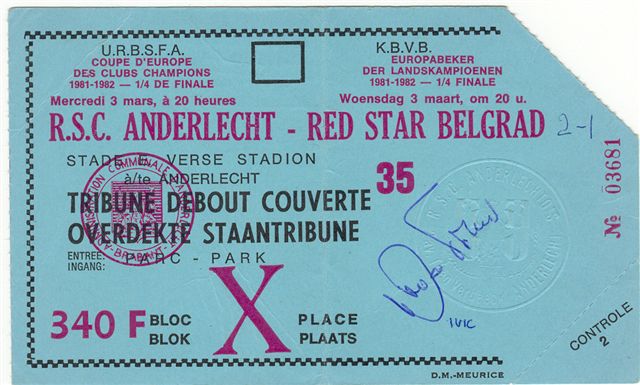 U.R.B.S.F.A.
COUPE D'EUROPE
DES CLUBS CHAMPIONS
1981-1982 — 1/4 DE FINALE
K.B.V.B.
EUROPABEKER
DER LANDSKAMPIOENEN
1981-1982 — 1/4 FINALE
Mercredi 3 mars, à 20 heures
Woensdag 3 maart, om 20 u.
R.S.C. ANDERLECHT - RED STAR BELGRAD 2-1
STADE E. VERSE STADION
à/te ANDERLECHT
35
TRIBUNE DEBOUT COUVERTE
OVERDEKTE STAANTRIBUNE
ENTREE:
INGANG:
PARC - PARK
340 F
BLOC
BLOK
X
PLACE
PLAATS
IVIC
D.M.-MEURICE
№ 03681
CONTROLE
2
R.S.C. ANDERLECHT